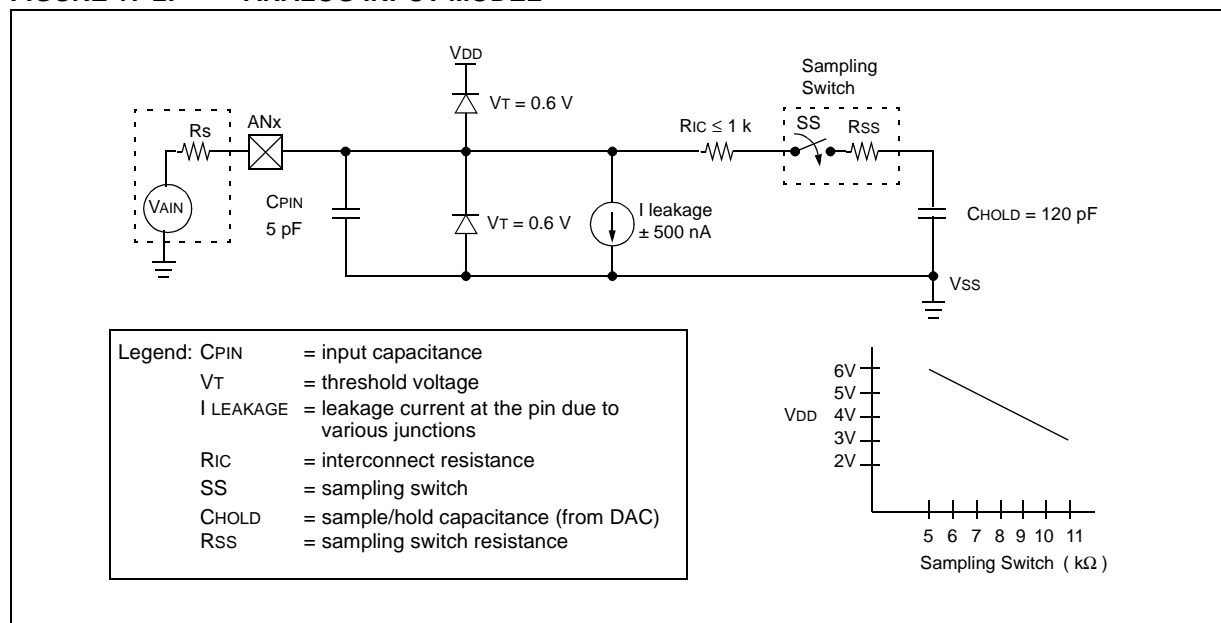 VDD
Sampling
Switch
VT = 0.6 V
RS
ANx
RIC ≤ 1 k
SS
RSS
VAIN
CPIN
5 pF
VT = 0.6 V
I leakage
± 500 nA
CHOLD = 120 pF
VSS
Legend: CPIN = input capacitance
VT = threshold voltage
I LEAKAGE = leakage current at the pin due to
various junctions
RIC = interconnect resistance
SS = sampling switch
CHOLD = sample/hold capacitance (from DAC)
RSS = sampling switch resistance
6V
5V
VDD 4V
3V
2V
5 6 7 8 9 10 11
Sampling Switch ( kΩ )